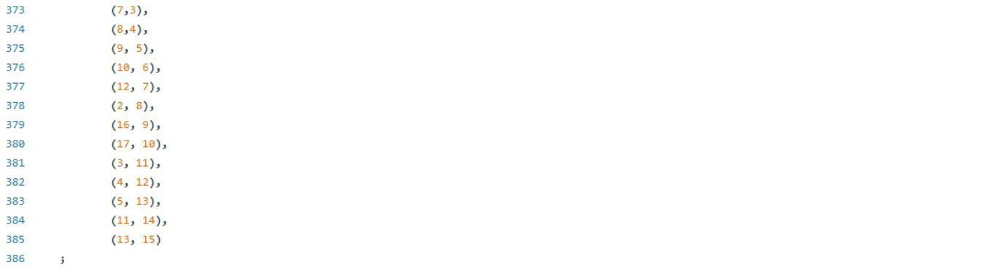 373 (7,3),
374 (8,4),
375 (9, 5),
376 (10, 6),
377 (12, 7),
378 (2, 8),
379 (16, 9),
380 (17, 10),
381 (3, 11),
382 (4, 12),
383 (5, 13),
384 (11, 14),
385 (13, 15)
386 ;